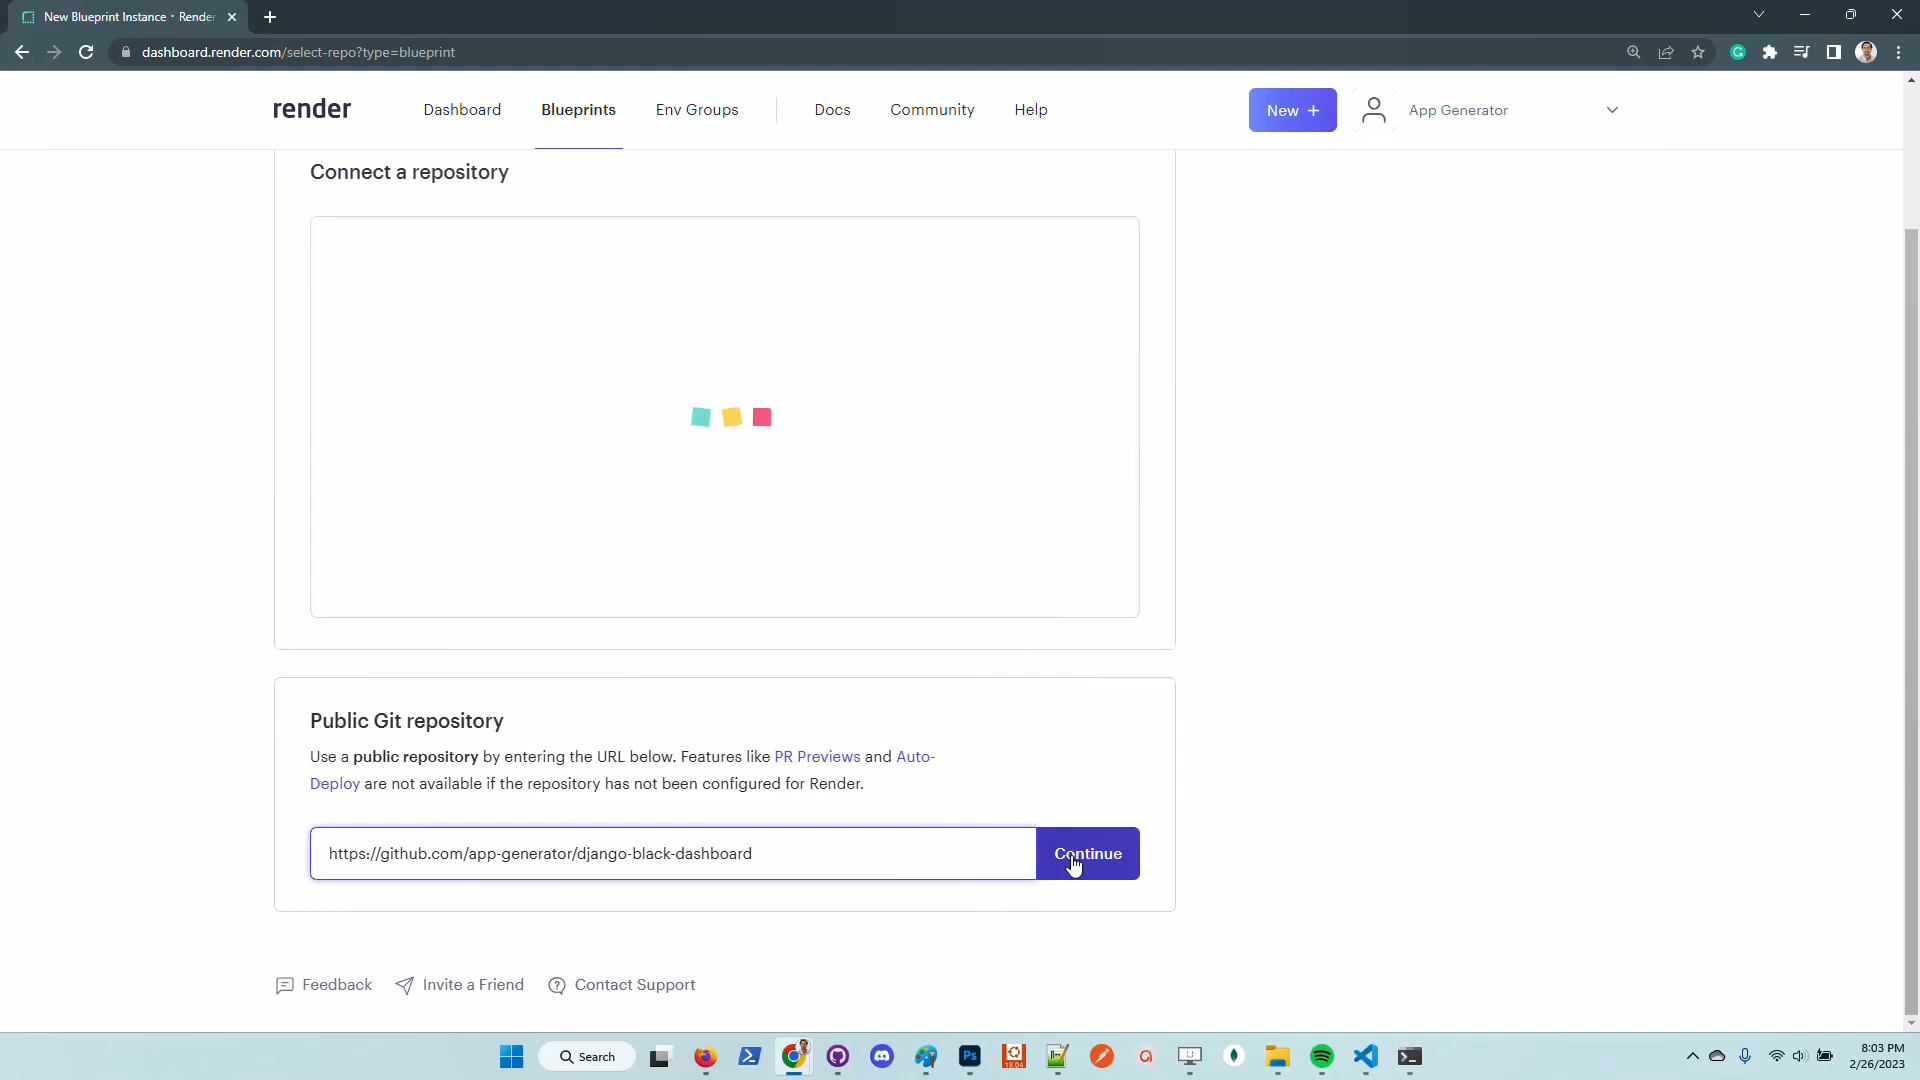 New Blueprint Instance · Render
dashboard.render.com/select-repo?type=blueprint
render
Dashboard
Blueprints
Env Groups
Docs
Community
Help
New +
App Generator
Connect a repository
Public Git repository
Use a public repository by entering the URL below. Features like PR Previews and Auto-
Deploy are not available if the repository has not been configured for Render.
https://github.com/app-generator/django-black-dashboard
Continue
Feedback
Invite a Friend
Contact Support
Search
Ps
18.04
8:03 PM
2/26/2023